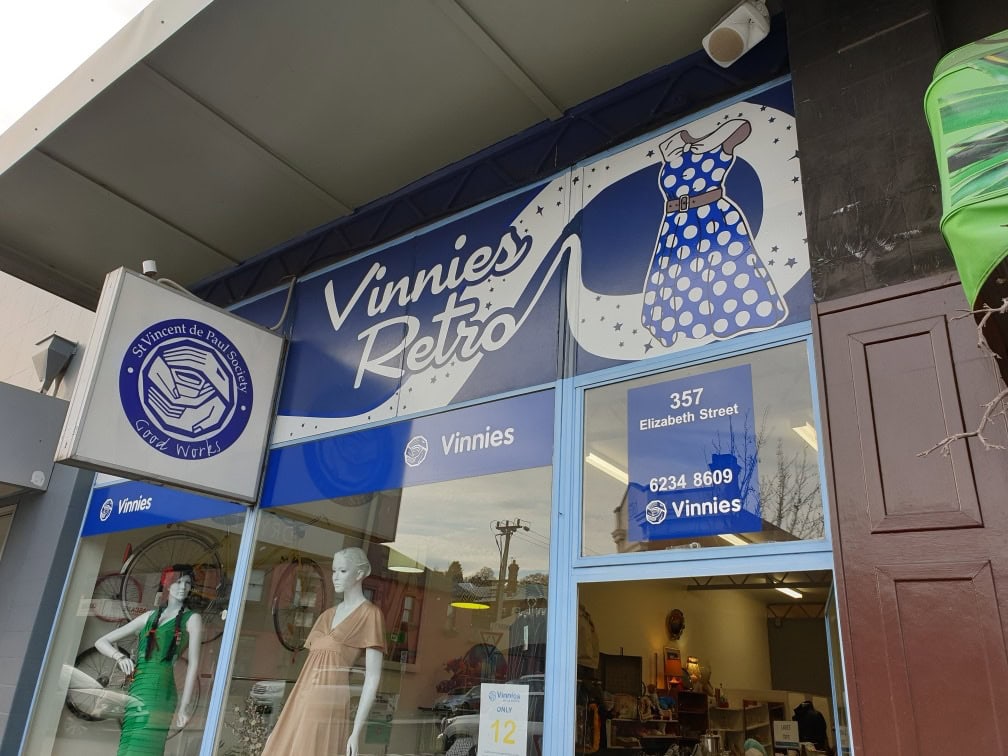 St Vincent de Paul Society
Good Works
Vinnies
Retro
Vinnies
Vinnies
357
Elizabeth Street
6234 8609
Vinnies
Vinnies
ONLY
12